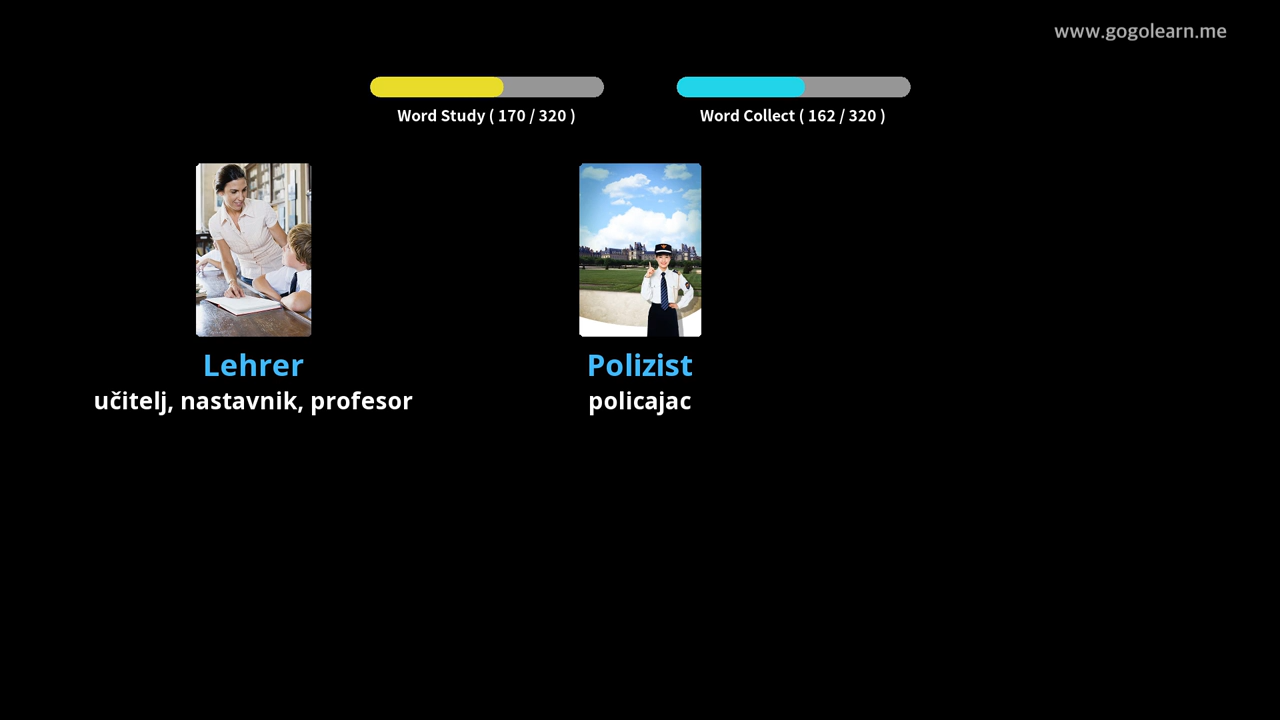 www.gogolearn.me
Word Study ( 170 / 320 )
Word Collect ( 162 / 320 )
Lehrer
učitelj, nastavnik, profesor
Polizist
policajac